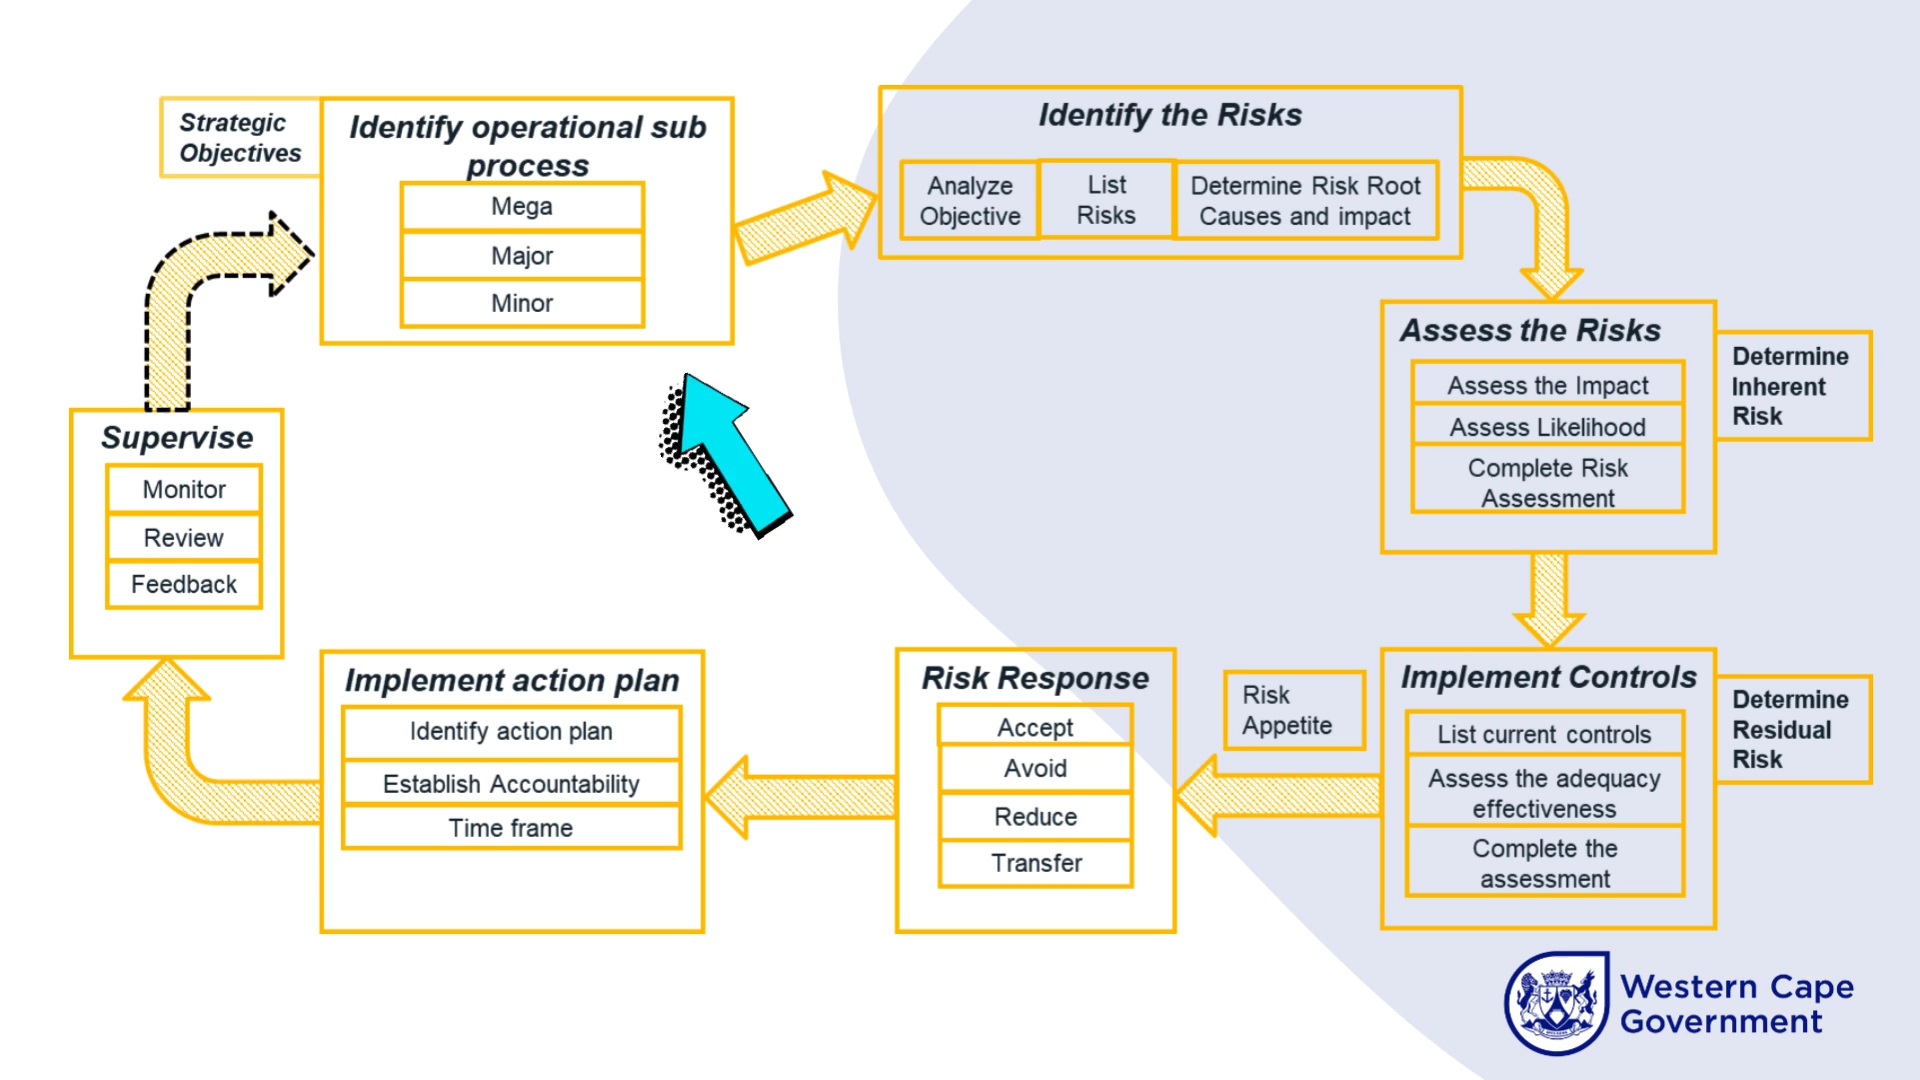 Strategic
Objectives
Identify operational sub
process
Mega
Major
Minor
Identify the Risks
Analyze
Objective
List
Risks
Determine Risk Root
Causes and impact
Assess the Risks
Assess the Impact
Assess Likelihood
Complete Risk
Assessment
Determine
Inherent
Risk
Implement Controls
List current controls
Assess the adequacy
effectiveness
Complete the
assessment
Determine
Residual
Risk
Risk
Appetite
Risk Response
Accept
Avoid
Reduce
Transfer
Implement action plan
Identify action plan
Establish Accountability
Time frame
Supervise
Monitor
Review
Feedback
Western Cape
Government